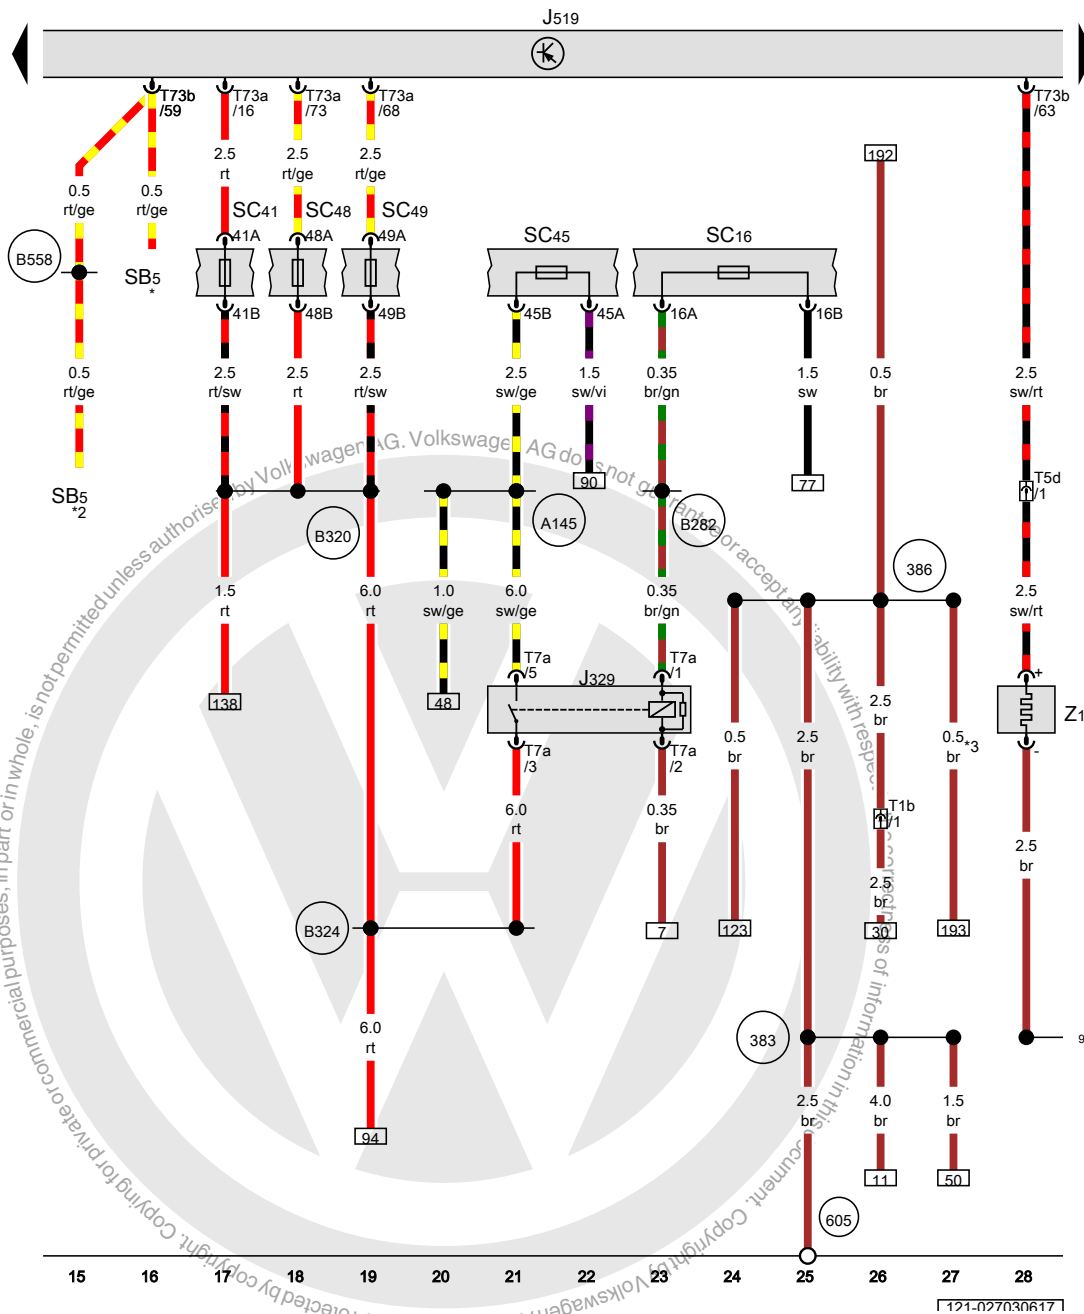 J519
T73b
/59
T73a
/16
T73a
/73
T73a
/68
T73b
/63
2.5
rt
2.5
rt/ge
2.5
rt/ge
192
0.5
rt/ge
0.5
rt/ge
SC41
SC48
SC49
41A
48A
49A
SC45
SC16
B558
SB5
*
41B
48B
49B
45B
45A
16A
16B
0.5
rt/ge
2.5
rt/sw
2.5
rt
2.5
rt/sw
2.5
sw/ge
1.5
sw/vi
0.35
br/gn
1.5
sw
0.5
br
2.5
sw/rt
SB5
*2
90
77
T5d
/1
B320
A145
B282
386
1.5
rt
6.0
rt
1.0
sw/ge
6.0
sw/ge
0.35
br/gn
2.5
sw/rt
T7a
/5
T7a
/1
J329
+
138
48
2.5
br
Z1
T7a
/3
T7a
/2
0.5
br
2.5
br
0.5
br
*3
-
6.0
rt
0.35
br
T1b
/1
2.5
br
2.5
br
B324
7
123
30
193
6.0
rt
383
9
2.5
br
4.0
br
1.5
br
94
11
50
605
15 16 17 18 19 20 21 22 23 24 25 26 27 28
121-027030617